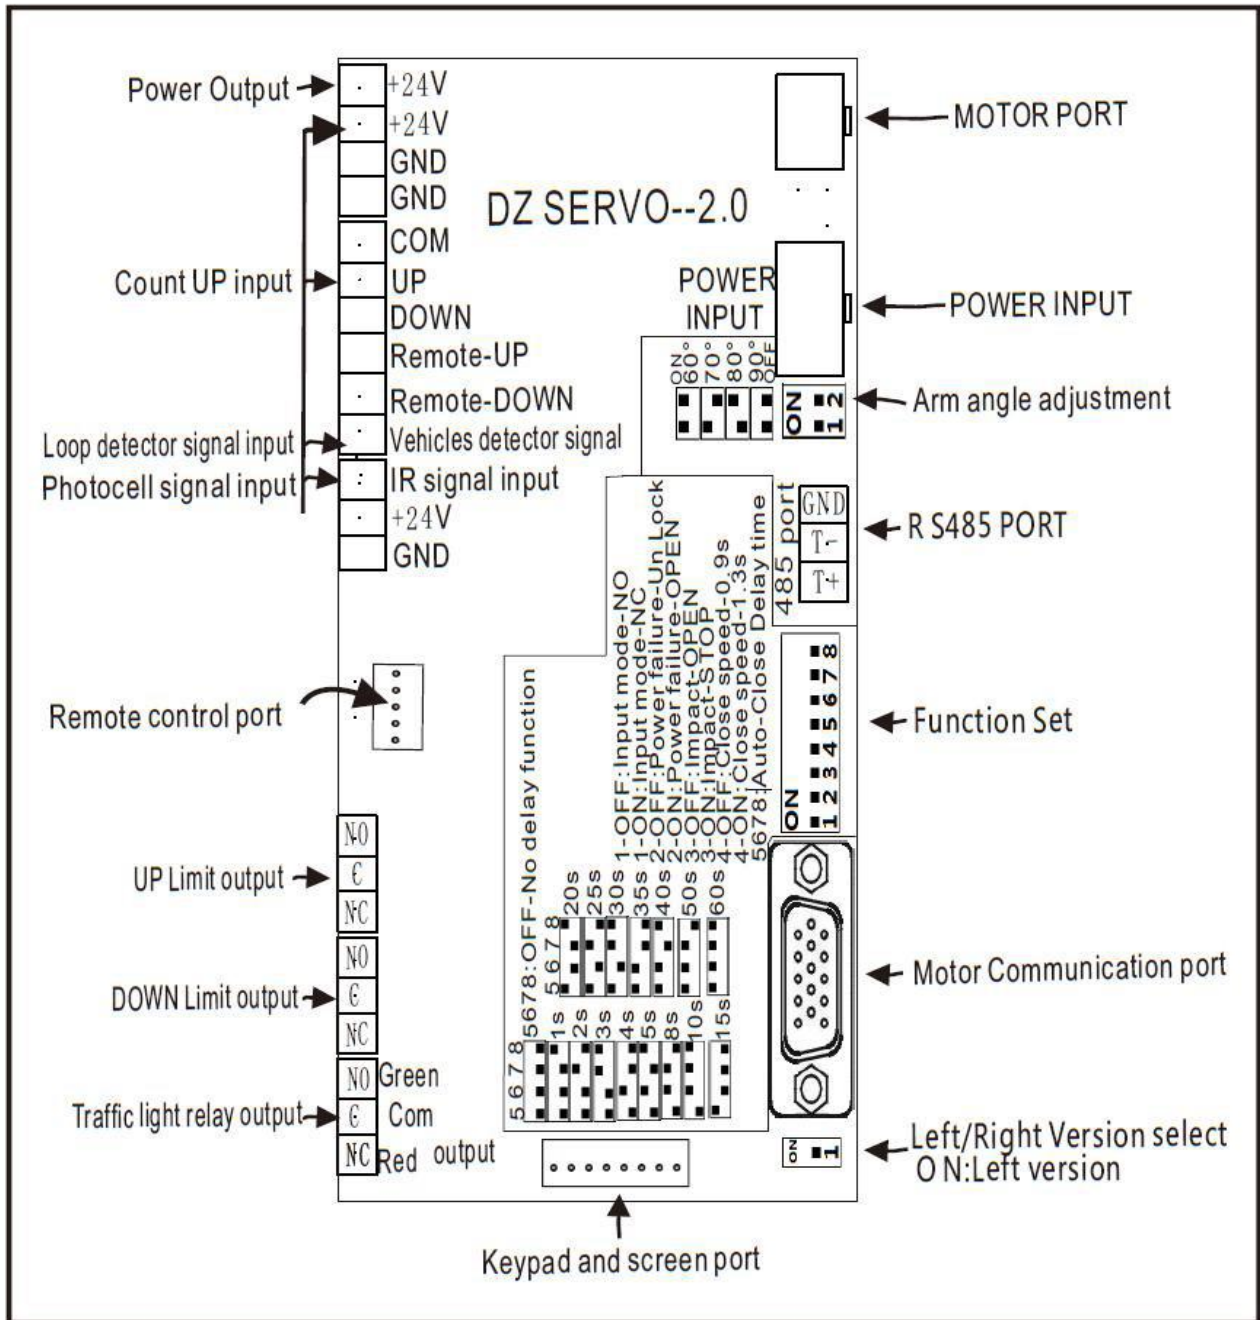 Power Output
+24V
+24V
GND
GND
COM
Count UP input
UP
DOWN
Remote-UP
Remote-DOWN
Loop detector signal input
Vehicles detector signal
Photocell signal input
IR signal input
+24V
GND
Remote control port
UP Limit output
NO
C
NC
DOWN Limit output
NO
C
NC
Traffic light relay output
NO Green
C Com
NC Red output
DZ SERVO--2.0
MOTOR PORT
POWER INPUT
POWER INPUT
ON
60°
70°
80°
90°
OFF
ON
1 2
Arm angle adjustment
485 port
GND
T-
T+
R S485 PORT
1-OFF:Input mode-NO
1-ON:Input mode-NC
2-OFF:Power failure-Un Lock
2-ON:Power failure-OPEN
3-OFF:Impact-OPEN
3-ON:Impact-STOP
4-OFF:Close speed-0.9s
4-ON:Close speed-1.3s
5678:Auto-Close Delay time
ON
1 2 3 4 5 6 7 8
Function Set
5678:OFF-No delay function
5 6 7 8
20s
25s
30s
35s
40s
50s
60s
5 6 7 8
1s
2s
3s
4s
5s
8s
10s
15s
Motor Communication port
ON
1
Left/Right Version select
O N:Left version
Keypad and screen port